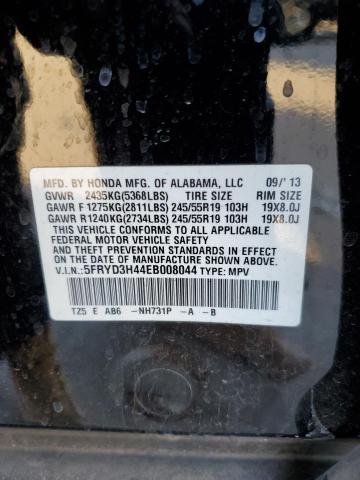 MFD. BY HONDA MFG. OF ALABAMA, LLC 09/'13
GVWR 2435KG(5368LBS) TIRE SIZE RIM SIZE
GAWR F1275KG(2811LBS) 245/55R19 103H 19X8.0J
GAWR R1240KG(2734LBS) 245/55R19 103H 19X8.0J
THIS VEHICLE CONFORMS TO ALL APPLICABLE
FEDERAL MOTOR VEHICLE SAFETY, BUMPER,
AND THEFT PREVENTION STANDARDS IN EFFECT
ON THE DATE OF MANUFACTURE SHOWN ABOVE.
V.I.N.:5FRYD3H44EB008044 TYPE: MPV
TZ5 E AB6 -NH731P -A -B